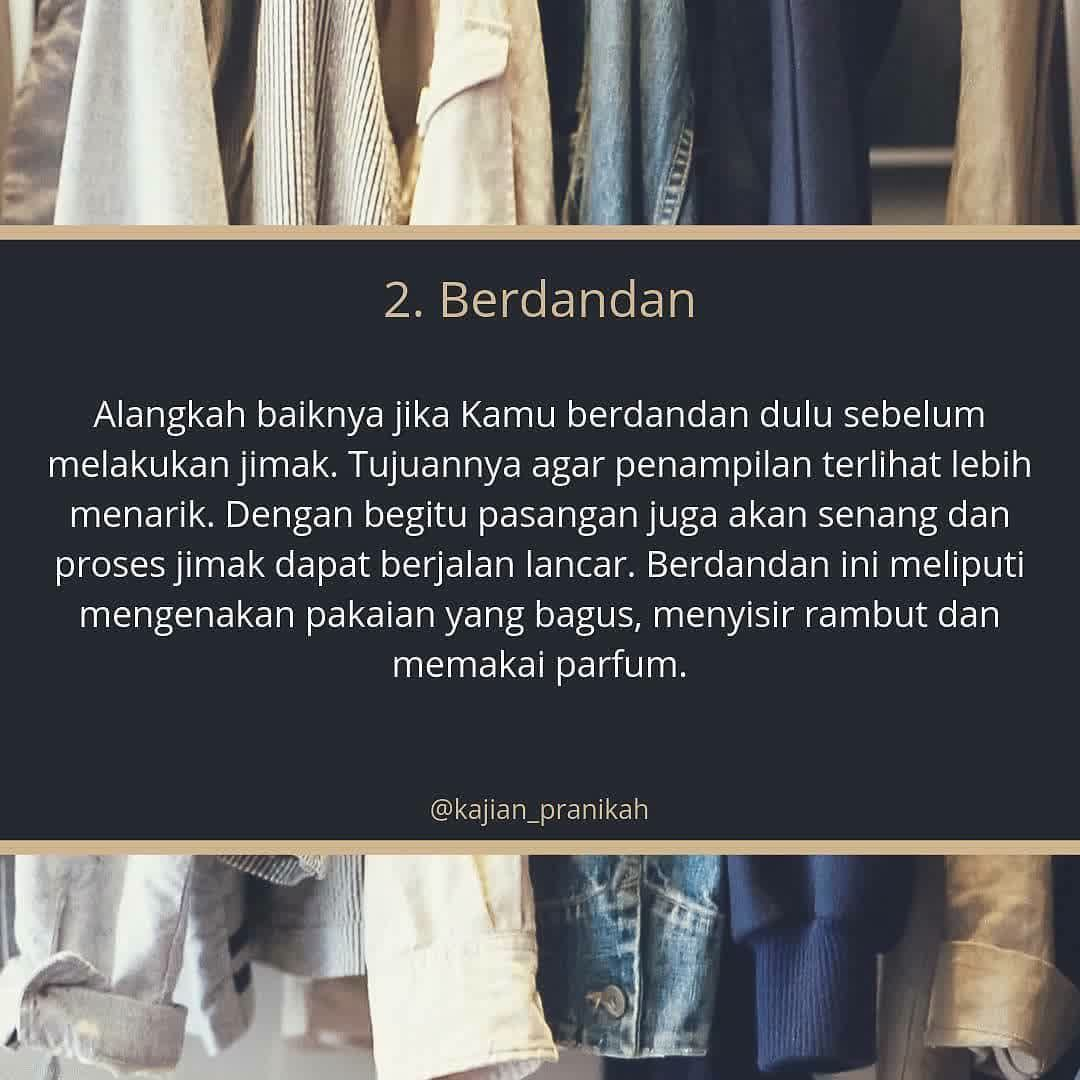 2. Berdandan
Alangkah baiknya jika Kamu berdandan dulu sebelum
melakukan jimak. Tujuannya agar penampilan terlihat lebih
menarik. Dengan begitu pasangan juga akan senang dan
proses jimak dapat berjalan lancar. Berdandan ini meliputi
mengenakan pakaian yang bagus, menyisir rambut dan
memakai parfum.
@kajian_pranikah